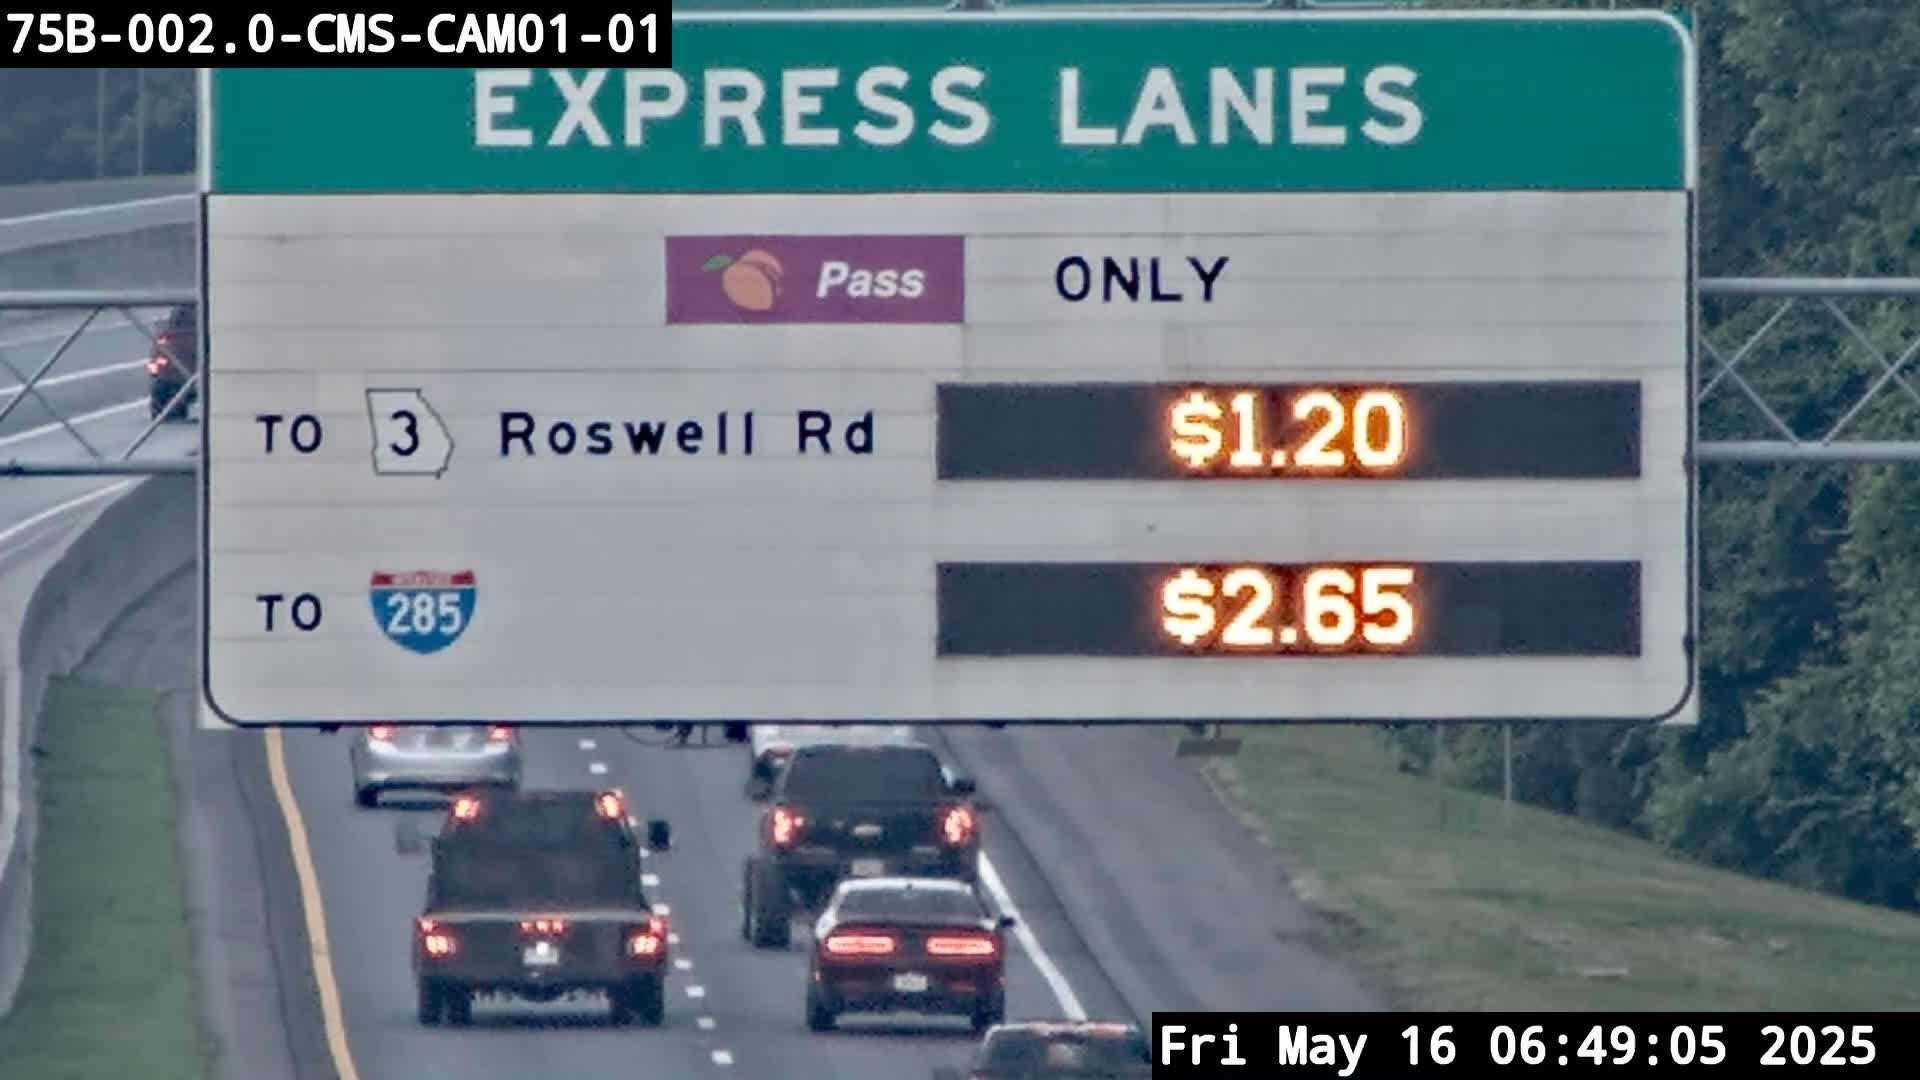 75B-002.0-CMS-CAM01-01
EXPRESS LANES
Pass ONLY
TO 3 Roswell Rd $1.20
TO 285 $2.65
Fri May 16 06:49:05 2025